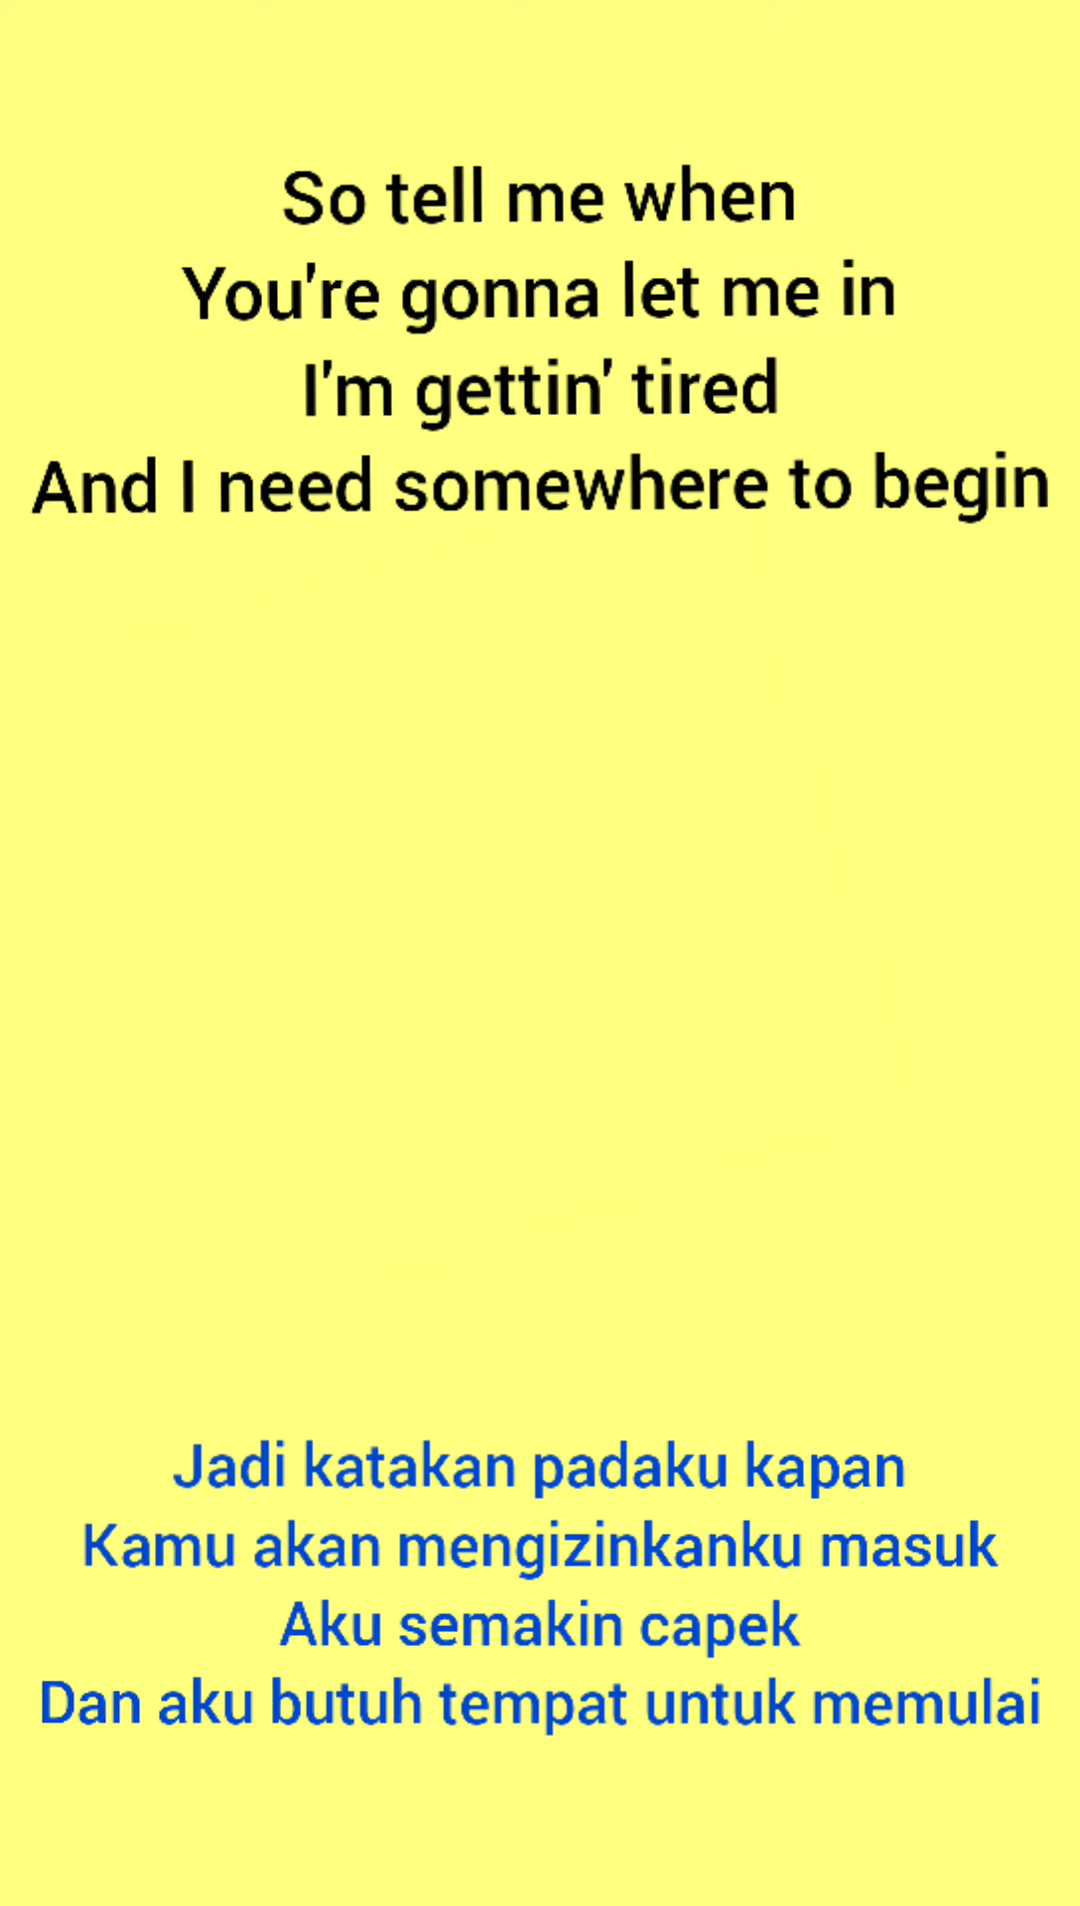 So tell me when
You're gonna let me in
I'm gettin' tired
And I need somewhere to begin
Jadi katakan padaku kapan
Kamu akan mengizinkanku masuk
Aku semakin capek
Dan aku butuh tempat untuk memulai